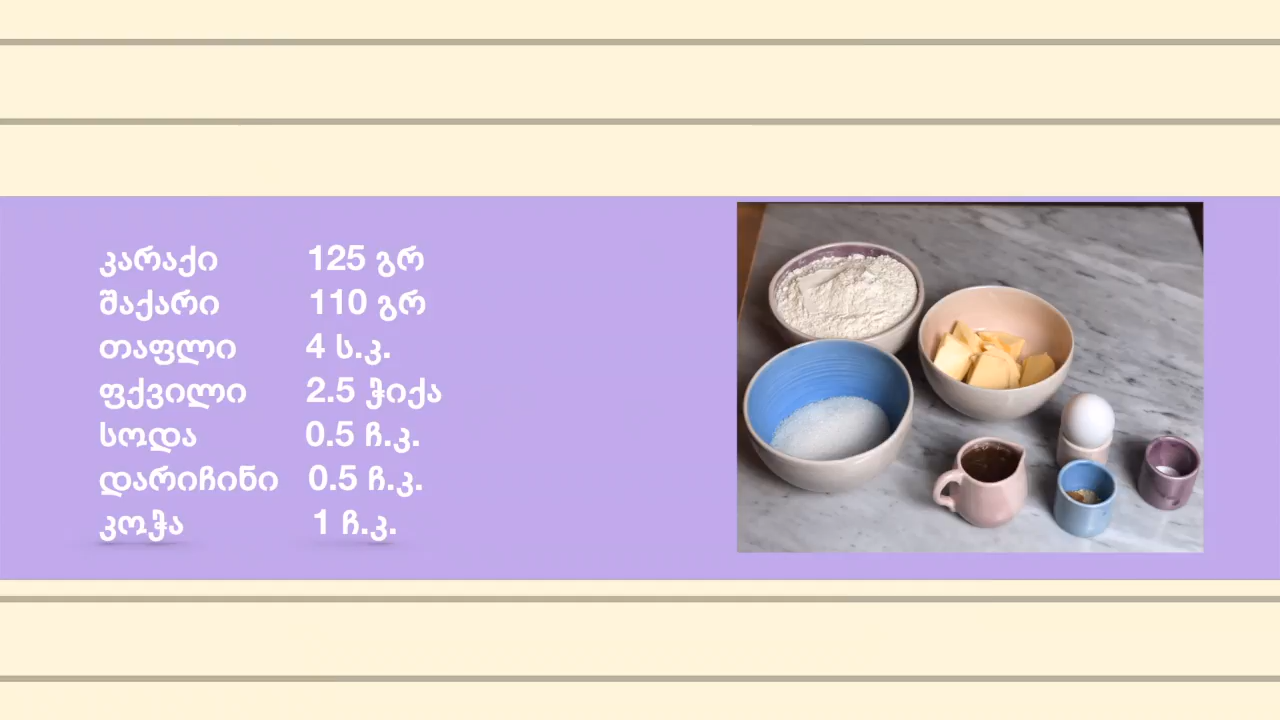 კარაქი 125 გრ
შაქარი 110 გრ
თაფლი 4 ს.კ.
ფქვილი 2.5 ჭიქა
სოდა 0.5 ჩ.კ.
დარიჩინი 0.5 ჩ.კ.
კოჭა 1 ჩ.კ.